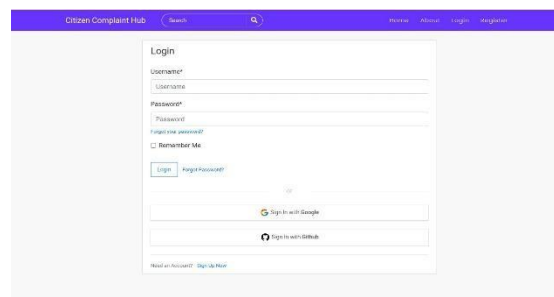 Citizen Complaint Hub Search Home About Login Register
Login
Username*
Username
Password*
Password
Forgot your password?
Remember Me
Login Forgot Password?
or
Sign In with Google
Sign In with Github
Need an Account? Sign Up Now